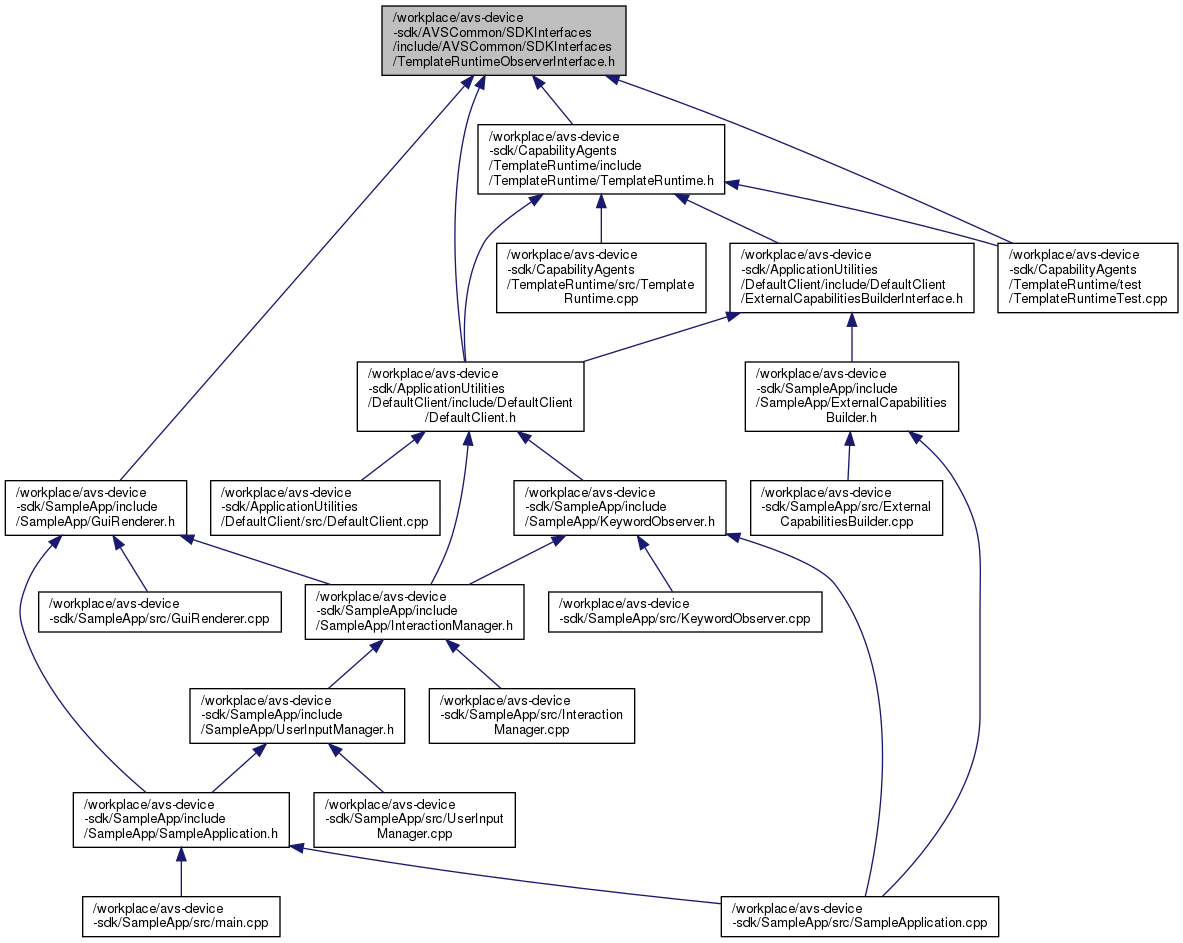 /workplace/avs-device
-sdk/AVSCommon/SDKInterfaces
/include/AVSCommon/SDKInterfaces
/TemplateRuntimeObserverInterface.h
/workplace/avs-device
-sdk/CapabilityAgents
/TemplateRuntime/include
/TemplateRuntime/TemplateRuntime.h
/workplace/avs-device
-sdk/CapabilityAgents
/TemplateRuntime/src/Template
Runtime.cpp
/workplace/avs-device
-sdk/ApplicationUtilities
/DefaultClient/include/DefaultClient
/ExternalCapabilitiesBuilderInterface.h
/workplace/avs-device
-sdk/CapabilityAgents
/TemplateRuntime/test
/TemplateRuntimeTest.cpp
/workplace/avs-device
-sdk/ApplicationUtilities
/DefaultClient/include/DefaultClient
/DefaultClient.h
/workplace/avs-device
-sdk/SampleApp/include
/SampleApp/ExternalCapabilities
Builder.h
/workplace/avs-device
-sdk/SampleApp/include
/SampleApp/GuiRenderer.h
/workplace/avs-device
-sdk/ApplicationUtilities
/DefaultClient/src/DefaultClient.cpp
/workplace/avs-device
-sdk/SampleApp/include
/SampleApp/KeywordObserver.h
/workplace/avs-device
-sdk/SampleApp/src/External
CapabilitiesBuilder.cpp
/workplace/avs-device
-sdk/SampleApp/src/GuiRenderer.cpp
/workplace/avs-device
-sdk/SampleApp/include
/SampleApp/InteractionManager.h
/workplace/avs-device
-sdk/SampleApp/src/KeywordObserver.cpp
/workplace/avs-device
-sdk/SampleApp/include
/SampleApp/UserInputManager.h
/workplace/avs-device
-sdk/SampleApp/src/Interaction
Manager.cpp
/workplace/avs-device
-sdk/SampleApp/include
/SampleApp/SampleApplication.h
/workplace/avs-device
-sdk/SampleApp/src/UserInput
Manager.cpp
/workplace/avs-device
-sdk/SampleApp/src/main.cpp
/workplace/avs-device
-sdk/SampleApp/src/SampleApplication.cpp